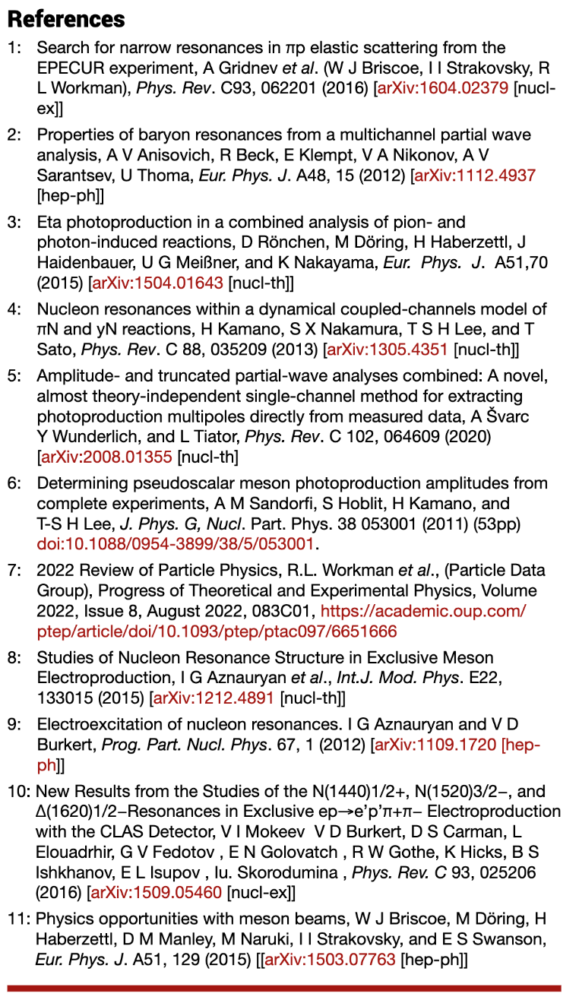 References
1: Search for narrow resonances in πp elastic scattering from the
EPECUR experiment, A Gridnev et al. (W J Briscoe, I I Strakovsky, R
L Workman), Phys. Rev. C93, 062201 (2016) [arXiv:1604.02379 [nucl-
ex]]
2: Properties of baryon resonances from a multichannel partial wave
analysis, A V Anisovich, R Beck, E Klempt, V A Nikonov, A V
Sarantsev, U Thoma, Eur. Phys. J. A48, 15 (2012) [arXiv:1112.4937
[hep-ph]]
3: Eta photoproduction in a combined analysis of pion- and
photon-induced reactions, D Rönchen, M Döring, H Haberzettl, J
Haidenbauer, U G Meißner, and K Nakayama, Eur. Phys. J. A51,70
(2015) [arXiv:1504.01643 [nucl-th]]
4: Nucleon resonances within a dynamical coupled-channels model of
πN and yN reactions, H Kamano, S X Nakamura, T S H Lee, and T
Sato, Phys. Rev. C 88, 035209 (2013) [arXiv:1305.4351 [nucl-th]]
5: Amplitude- and truncated partial-wave analyses combined: A novel,
almost theory-independent single-channel method for extracting
photoproduction multipoles directly from measured data, A Švarc
Y Wunderlich, and L Tiator, Phys. Rev. C 102, 064609 (2020)
[arXiv:2008.01355 [nucl-th]
6: Determining pseudoscalar meson photoproduction amplitudes from
complete experiments, A M Sandorfi, S Hoblit, H Kamano, and
T-S H Lee, J. Phys. G, Nucl. Part. Phys. 38 053001 (2011) (53pp)
doi:10.1088/0954-3899/38/5/053001.
7: 2022 Review of Particle Physics, R.L. Workman et al., (Particle Data
Group), Progress of Theoretical and Experimental Physics, Volume
2022, Issue 8, August 2022, 083C01, https://academic.oup.com/
ptep/article/doi/10.1093/ptep/ptac097/6651666
8: Studies of Nucleon Resonance Structure in Exclusive Meson
Electroproduction, I G Aznauryan et al., Int.J. Mod. Phys. E22,
133015 (2015) [arXiv:1212.4891 [nucl-th]]
9: Electroexcitation of nucleon resonances. I G Aznauryan and V D
Burkert, Prog. Part. Nucl. Phys. 67, 1 (2012) [arXiv:1109.1720 [hep-
ph]]
10: New Results from the Studies of the N(1440)1/2+, N(1520)3/2−, and
Δ(1620)1/2−Resonances in Exclusive ep→e’p’π+π− Electroproduction
with the CLAS Detector, V I Mokeev V D Burkert, D S Carman, L
Elouadrhir, G V Fedotov , E N Golovatch , R W Gothe, K Hicks, B S
Ishkhanov, E L Isupov , Iu. Skorodumina , Phys. Rev. C 93, 025206
(2016) [arXiv:1509.05460 [nucl-ex]]
11: Physics opportunities with meson beams, W J Briscoe, M Döring, H
Haberzettl, D M Manley, M Naruki, I I Strakovsky, and E S Swanson,
Eur. Phys. J. A51, 129 (2015) [[arXiv:1503.07763 [hep-ph]]